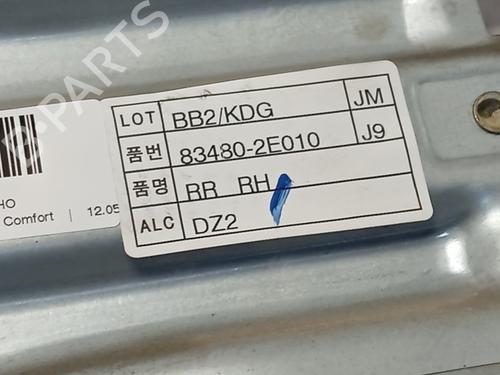 B-PARTS
LOT BB2/KDG JM
품번 83480-2E010 J9
품명 RR RH
ALC DZ2
HO
Comfort | 12.05